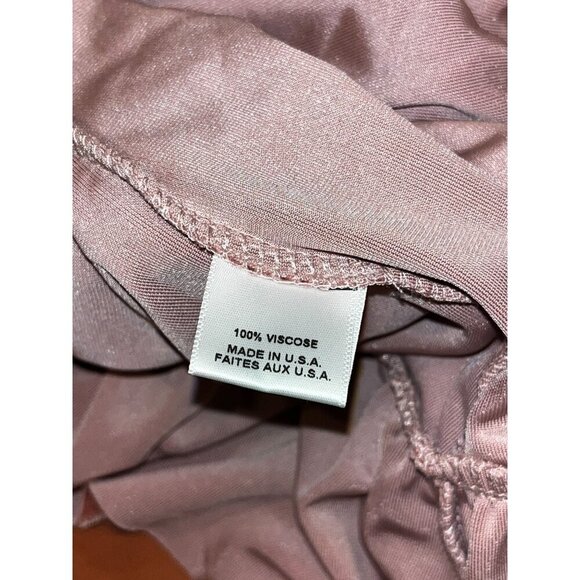 100% VISCOSE
MADE IN U.S.A.
FAITES AUX U.S.A.